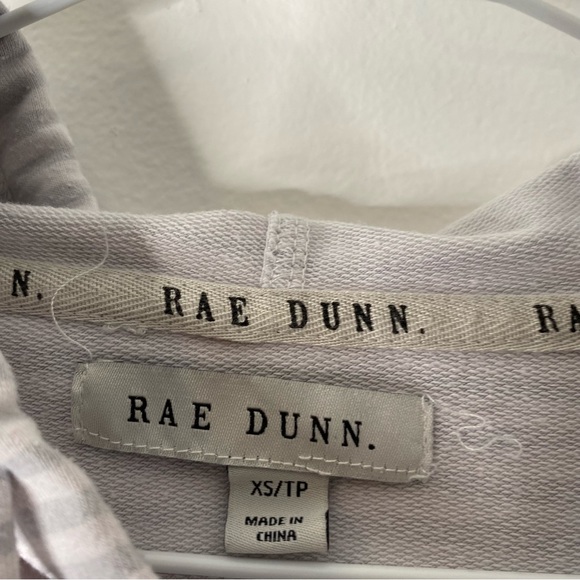 N. RAE DUNN. RA
RAE DUNN.
XS/TP
MADE IN
CHINA